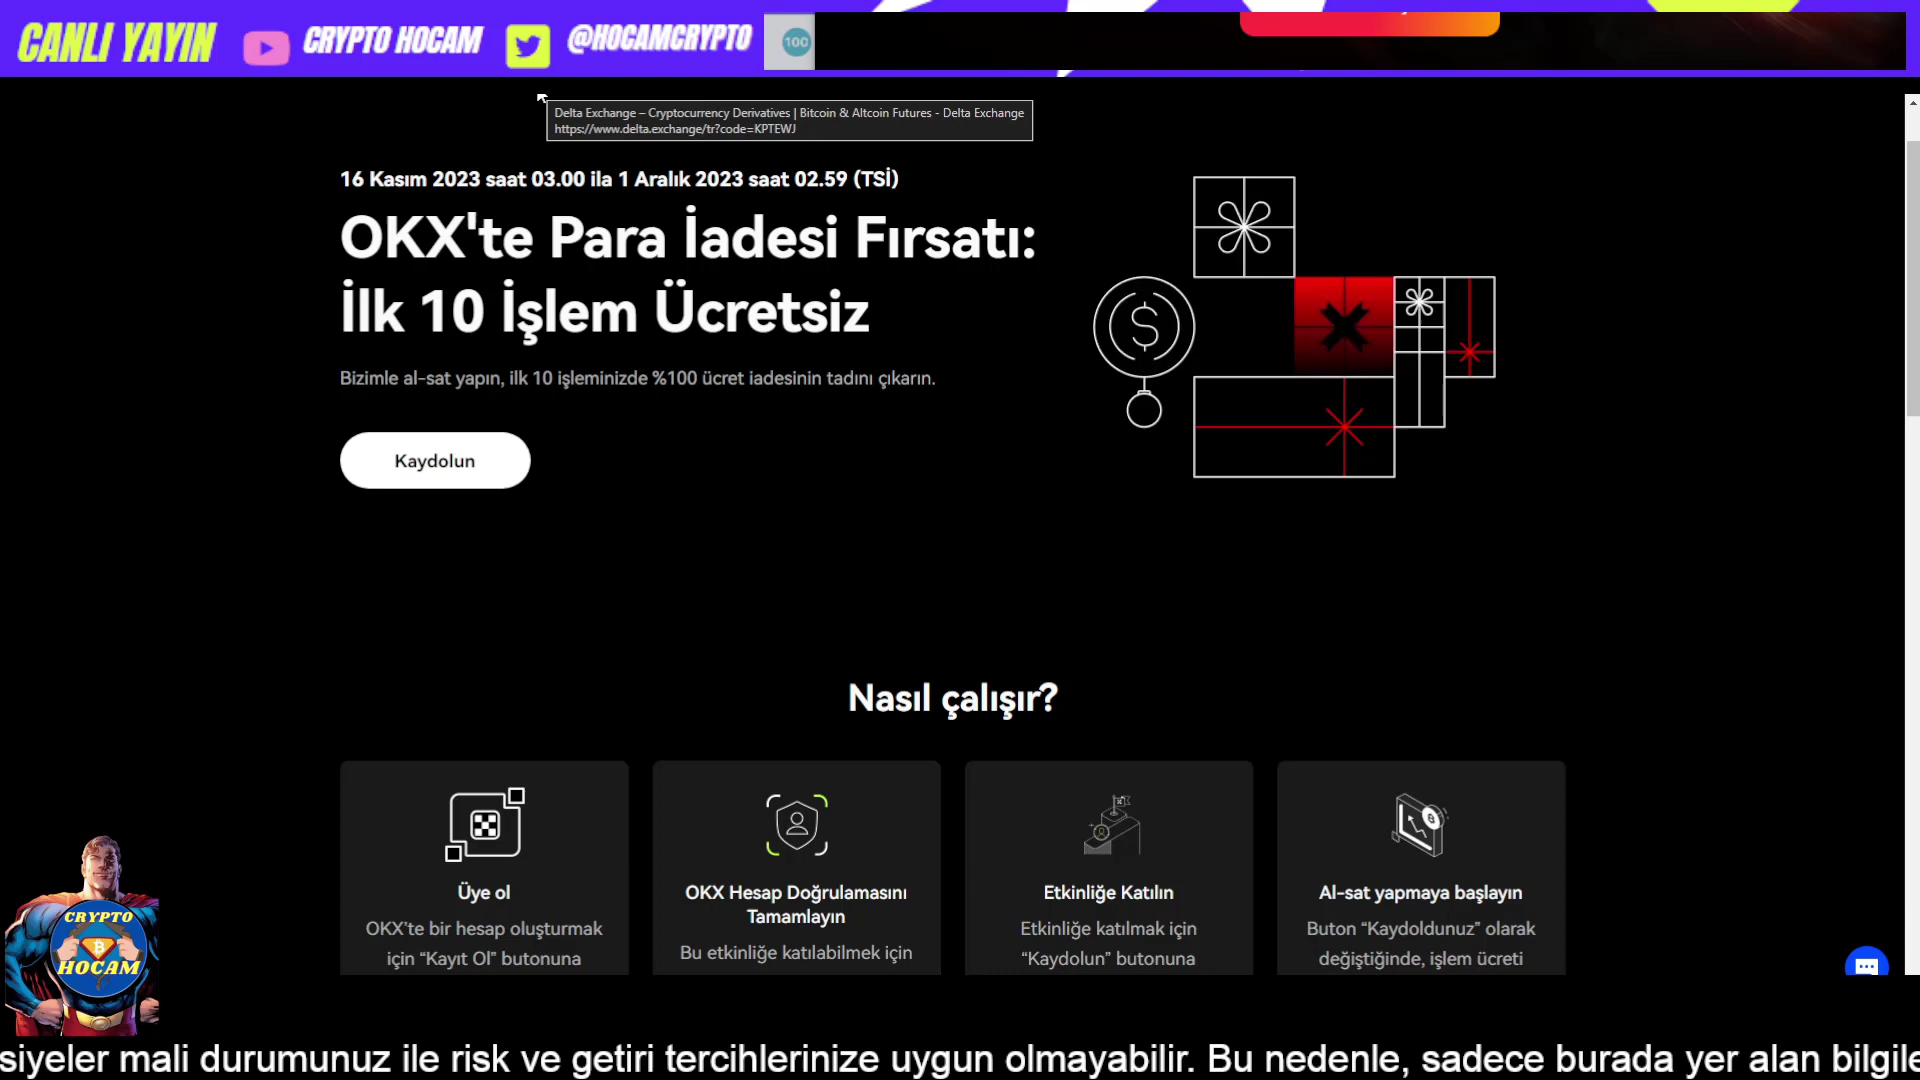 CANLI YAYIN
CRYPTO HOCAM
@HOCAMCRYPTO
100
Delta Exchange – Cryptocurrency Derivatives | Bitcoin & Altcoin Futures - Delta Exchange
https://www.delta.exchange/tr?code=KPTEWJ
16 Kasım 2023 saat 03.00 ila 1 Aralık 2023 saat 02.59 (TSİ)
OKX'te Para İadesi Fırsatı:
İlk 10 İşlem Ücretsiz
Bizimle al-sat yapın, ilk 10 işleminizde %100 ücret iadesinin tadını çıkarın.
Kaydolun
Nasıl çalışır?
Üye ol
OKX’te bir hesap oluşturmak
için “Kayıt Ol” butonuna
OKX Hesap Doğrulamasını
Tamamlayın
Bu etkinliğe katılabilmek için
Etkinliğe Katılın
Etkinliğe katılmak için
“Kaydolun” butonuna
Al-sat yapmaya başlayın
Buton “Kaydoldunuz” olarak
değiştiğinde, işlem ücreti
CRYPTO
HOCAM
siyeler mali durumunuz ile risk ve getiri tercihlerinize uygun olmayabilir. Bu nedenle, sadece burada yer alan bilgile